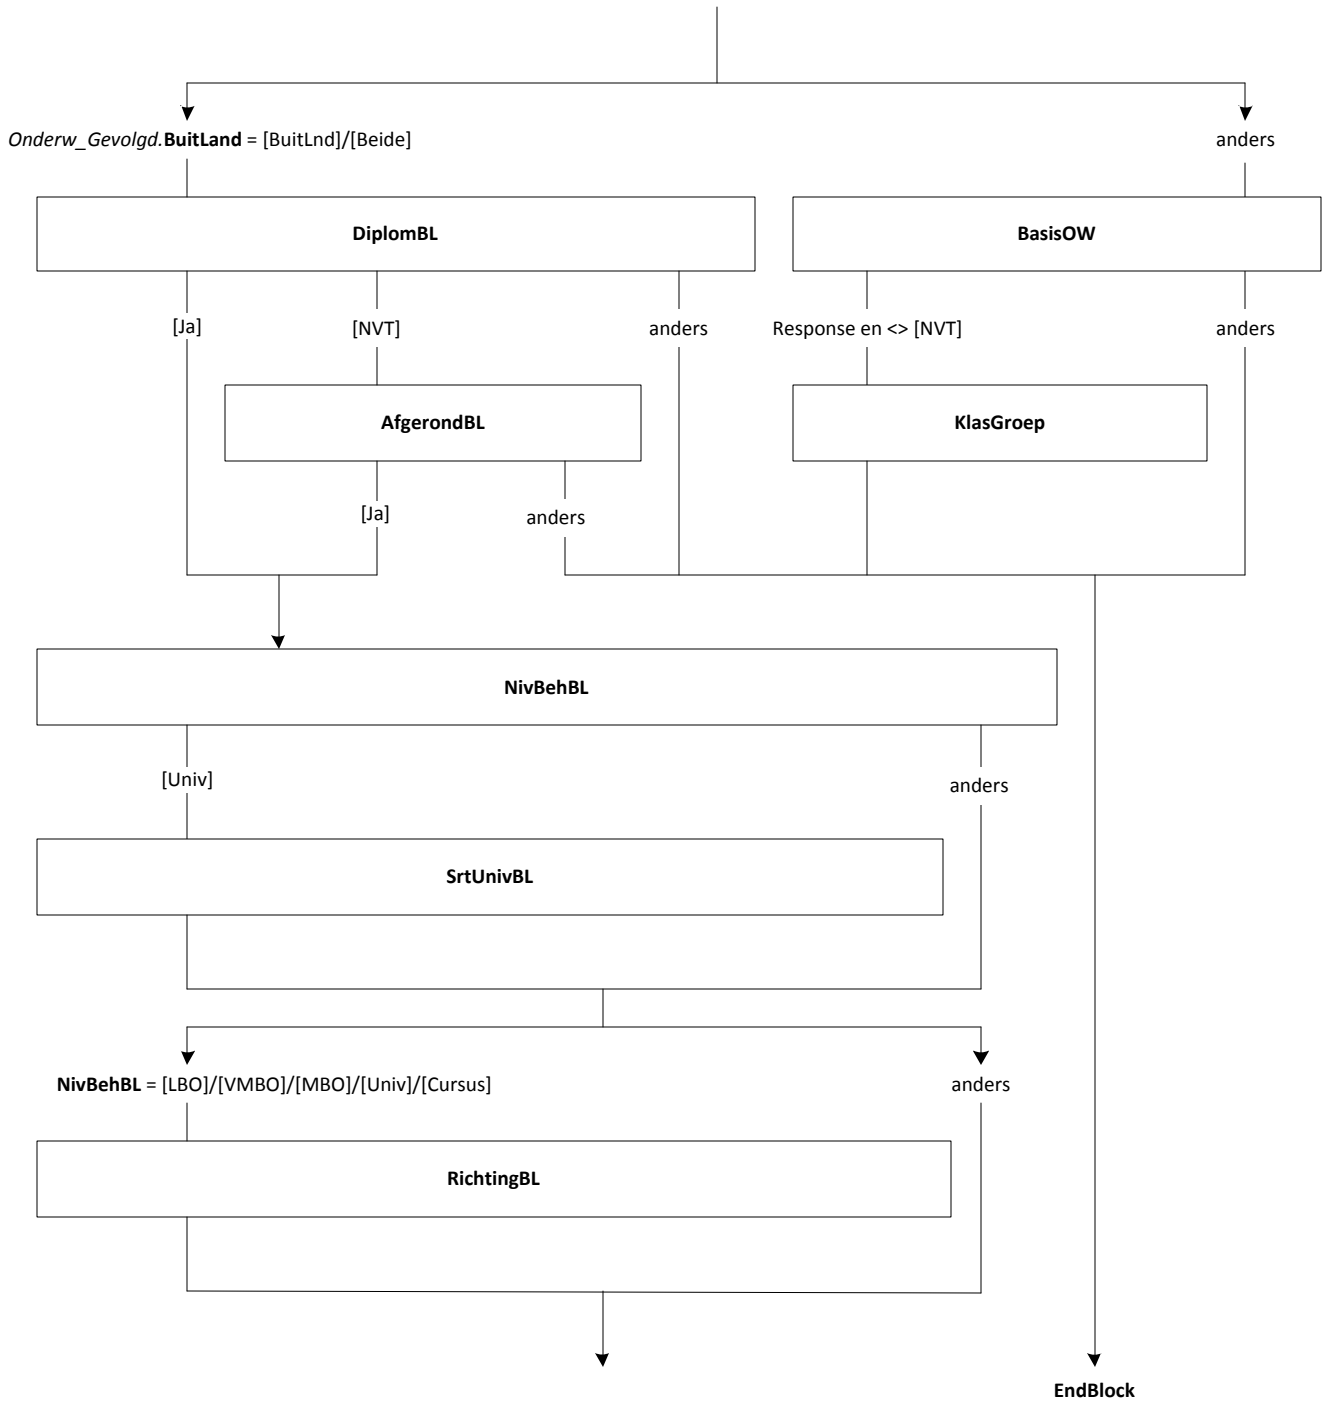 Onderw_Gevolgd.BuitLand = [BuitLnd]/[Beide]
anders
DiplomBL
BasisOW
[Ja]
[NVT]
anders
Response en <> [NVT]
anders
AfgerondBL
KlasGroep
[Ja]
anders
NivBehBL
[Univ]
anders
SrtUnivBL
NivBehBL = [LBO]/[VMBO]/[MBO]/[Univ]/[Cursus]
anders
RichtingBL
EndBlock